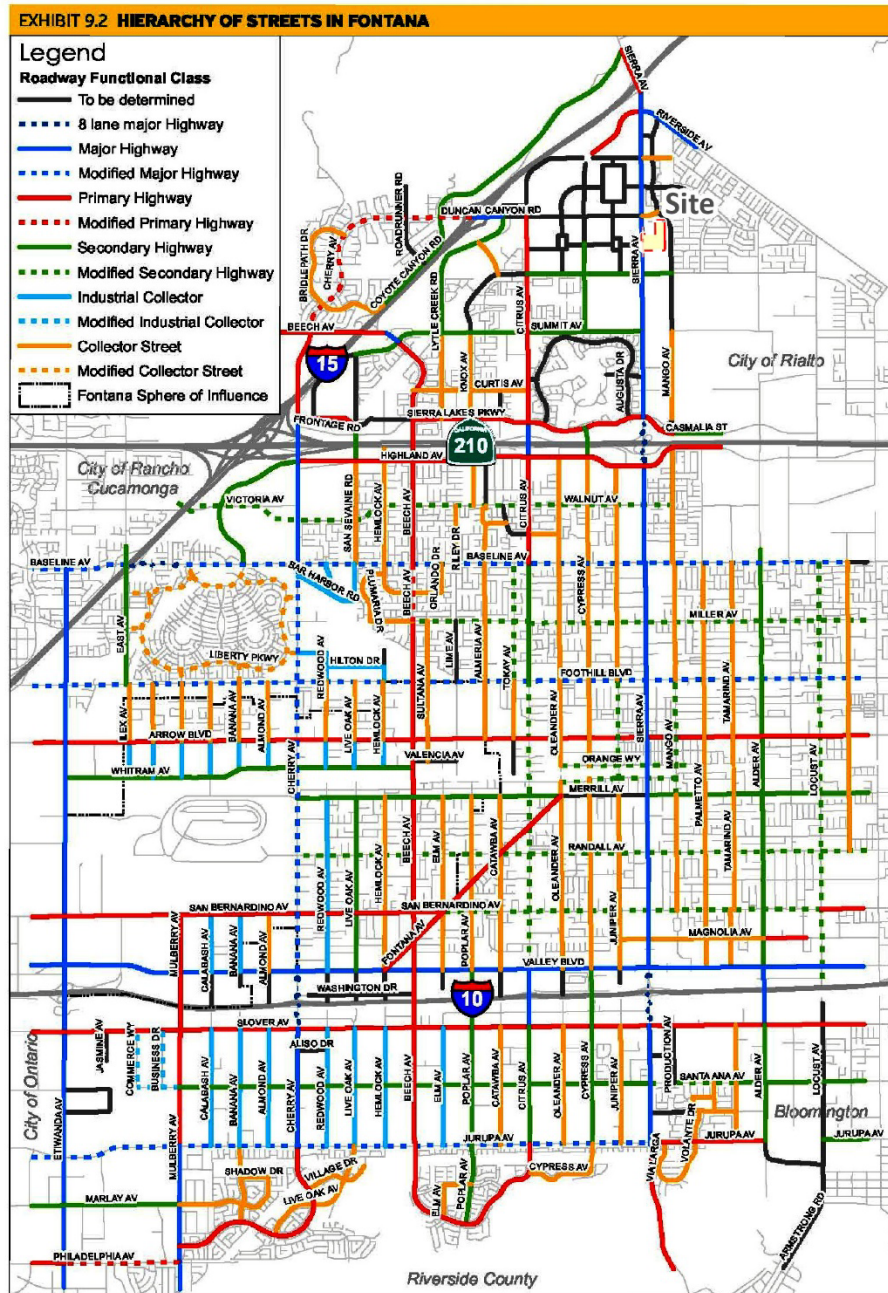 EXHIBIT 9.2 HIERARCHY OF STREETS IN FONTANA
Legend
Roadway Functional Class
To be determined
8 lane major Highway
Major Highway
Modified Major Highway
Primary Highway
Modified Primary Highway
Secondary Highway
Modified Secondary Highway
Industrial Collector
Modified Industrial Collector
Collector Street
Modified Collector Street
Fontana Sphere of Influence
SIERRA AV
RIVERSIDE AV
Site
DUNCAN CANYON RD
ROADRUNNER RD
BRIDLEPATH DR
CHERRY AV
COYOTE CANYON RD
LYTLE CREEK RD
CITRUS AV
SIERRA AV
BEECH AV
SUMMIT AV
15
KNOX AV
CURTIS AV
AUGUSTA DR
MANGO AV
City of Rialto
FRONTAGE RD
SIERRA LAKES PKWY
CASMALIA ST
CALIFORNIA
210
HIGHLAND AV
City of Rancho
Cucamonga
VICTORIA AV
SAN SEVAINE RD
HEMLOCK AV
BEECH AV
CITRUS AV
WALNUT AV
RILEY DR
BASELINE AV
BASELINE AV
BAR HARBOR RD
PLUMARIA DR
BEECH AV
ORLANDO DR
CYPRESS AV
EAST AV
MILLER AV
LIBERTY PKWY
REDWOOD AV
HILTON DR
SULTANA AV
LIME AV
ALMERIA AV
TOKAY AV
FOOTHILL BLVD
ILEX AV
BANANA AV
ALMOND AV
LIVE OAK AV
HEMLOCK AV
OLEANDER AV
SIERRA AV
MANGO AV
TAMARIND AV
ARROW BLVD
CHERRY AV
VALENCIA AV
ORANGE WY
ALDER AV
LOCUST AV
WHITRAM AV
MERRILL AV
PALMETTO AV
REDWOOD AV
LIVE OAK AV
HEMLOCK AV
BEECH AV
ELM AV
CATAWBA AV
OLEANDER AV
RANDALL AV
TAMARIND AV
SAN BERNARDINO AV
SAN BERNARDINO AV
MULBERRY AV
CALABASH AV
BANANA AV
ALMOND AV
FONTANA AV
POPLAR AV
JUNIPER AV
MAGNOLIA AV
VALLEY BLVD
WASHINGTON DR
10
SLOVER AV
City of Ontario
JASMINE AV
COMMERCE WY
BUSINESS DR
ALISO DR
CALABASH AV
BANANA AV
ALMOND AV
CHERRY AV
REDWOOD AV
LIVE OAK AV
HEMLOCK AV
BEECH AV
ELM AV
POPLAR AV
CATAWBA AV
CITRUS AV
OLEANDER AV
CYPRESS AV
JUNIPER AV
PRODUCTION AV
SANTA ANA AV
ALDER AV
LOCUST AV
Bloomington
ETIWANDA AV
MULBERRY AV
JURUPA AV
VOLANTE DR
JURUPA AV
JURUPA AV
SHADOW DR
VILLAGE DR
LIVE OAK AV
ELM AV
POPLAR AV
CYPRESS AV
VIA LARGA
MARLAY AV
ARMSTRONG RD
PHILADELPHIA AV
Riverside County